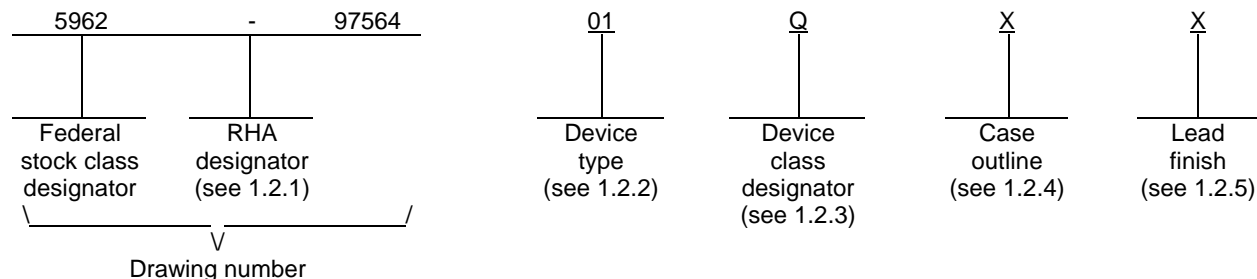 5962 - 97564 01 Q X X
Federal stock class designator
RHA designator (see 1.2.1)
Device type (see 1.2.2)
Device class designator (see 1.2.3)
Case outline (see 1.2.4)
Lead finish (see 1.2.5)
\ /
\/
Drawing number